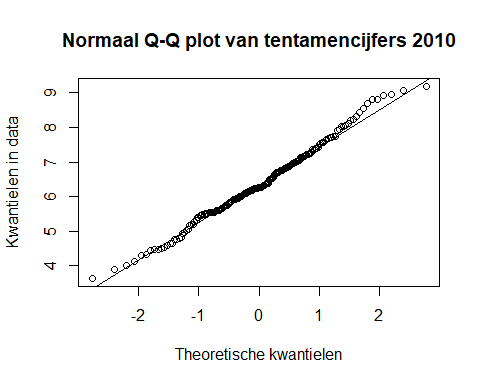 Normaal Q-Q plot van tentamencijfers 2010
Kwantielen in data
9
8
7
6
5
4
-2 -1 0 1 2
Theoretische kwantielen